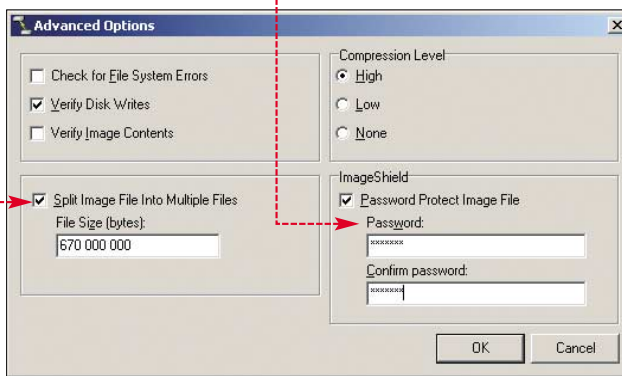 Advanced Options
Check for File System Errors
Verify Disk Writes
Verify Image Contents
Compression Level
High
Low
None
Split Image File Into Multiple Files
File Size (bytes):
670 000 000
ImageShield
Password Protect Image File
Password:
*******
Confirm password:
*******
OK
Cancel